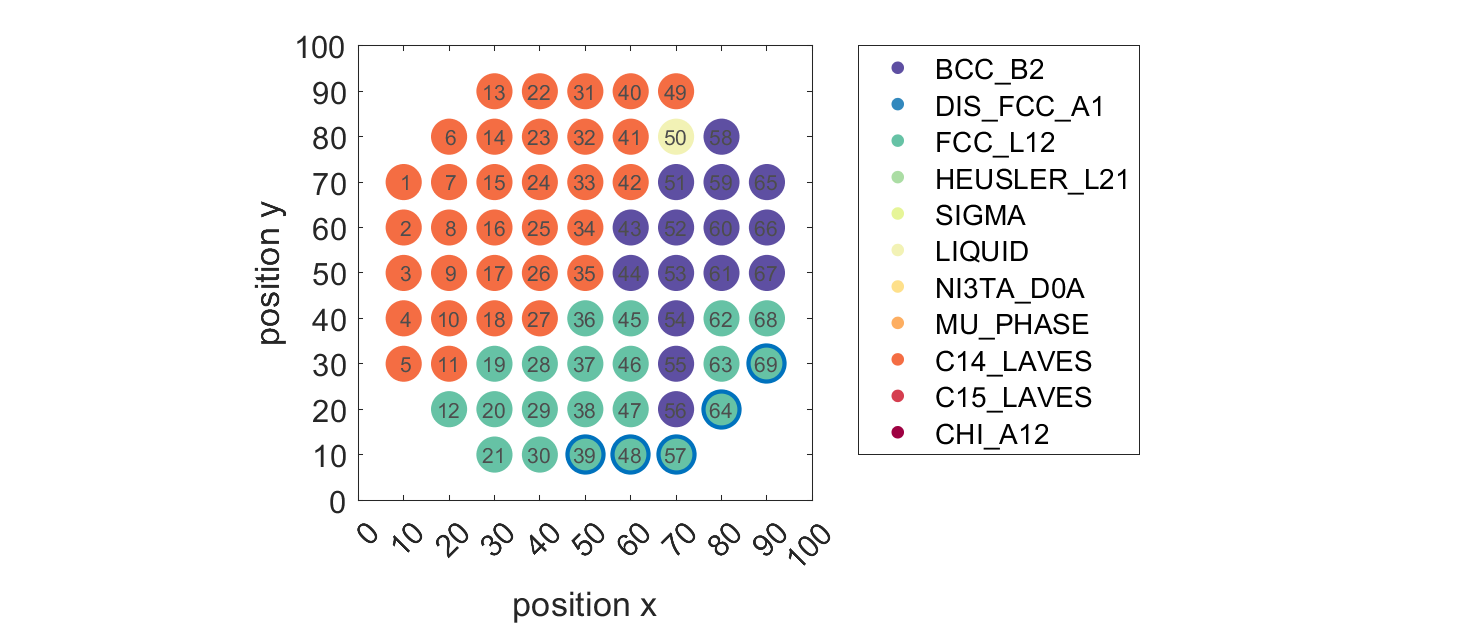 100
90 13 22 31 40 49
80 6 14 23 32 41 50 58
70 1 7 15 24 33 42 51 59 65
60 2 8 16 25 34 43 52 60 66
50 3 9 17 26 35 44 53 61 67
40 4 10 18 27 36 45 54 62 68
30 5 11 19 28 37 46 55 63 69
20 12 20 29 38 47 56 64
10 21 30 39 48 57
0
position y
0 10 20 30 40 50 60 70 80 90 100
position x
BCC_B2
DIS_FCC_A1
FCC_L12
HEUSLER_L21
SIGMA
LIQUID
NI3TA_D0A
MU_PHASE
C14_LAVES
C15_LAVES
CHI_A12